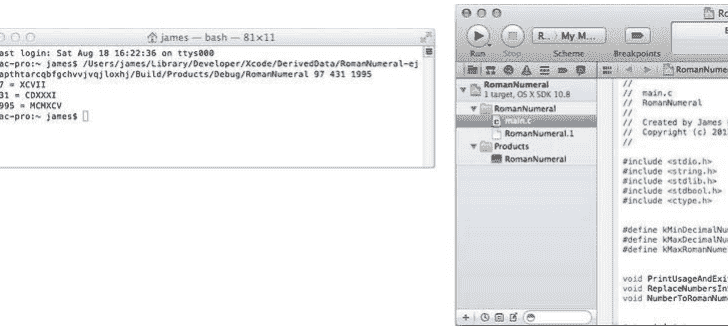 james — bash — 81×11
ast login: Sat Aug 18 16:22:36 on ttys000
ac-pro:~ james$ /Users/james/Library/Developer/Xcode/DerivedData/RomanNumeral-ej
apthtarcqbfgchvvjvqjloxhj/Build/Products/Debug/RomanNumeral 97 431 1995
7 = XCVII
31 = CDXXXI
995 = MCMXCV
ac-pro:~ james$
Ro
R... My M...
Run Stop Scheme Breakpoints
RomanNumeral
1 target, OS X SDK 10.8
RomanNumeral
main.c
RomanNumeral.1
Products
RomanNumeral
RomanNume
//
// main.c
// RomanNumeral
//
// Created by James
// Copyright (c) 201
//
#include <stdio.h>
#include <string.h>
#include <stdlib.h>
#include <stdbool.h>
#include <ctype.h>
#define kMinDecimalNu
#define kMaxDecimalNu
#define kMaxRomanNume
void PrintUsageAndExi
void ReplaceNumbersIn
void NumberToRomanNum